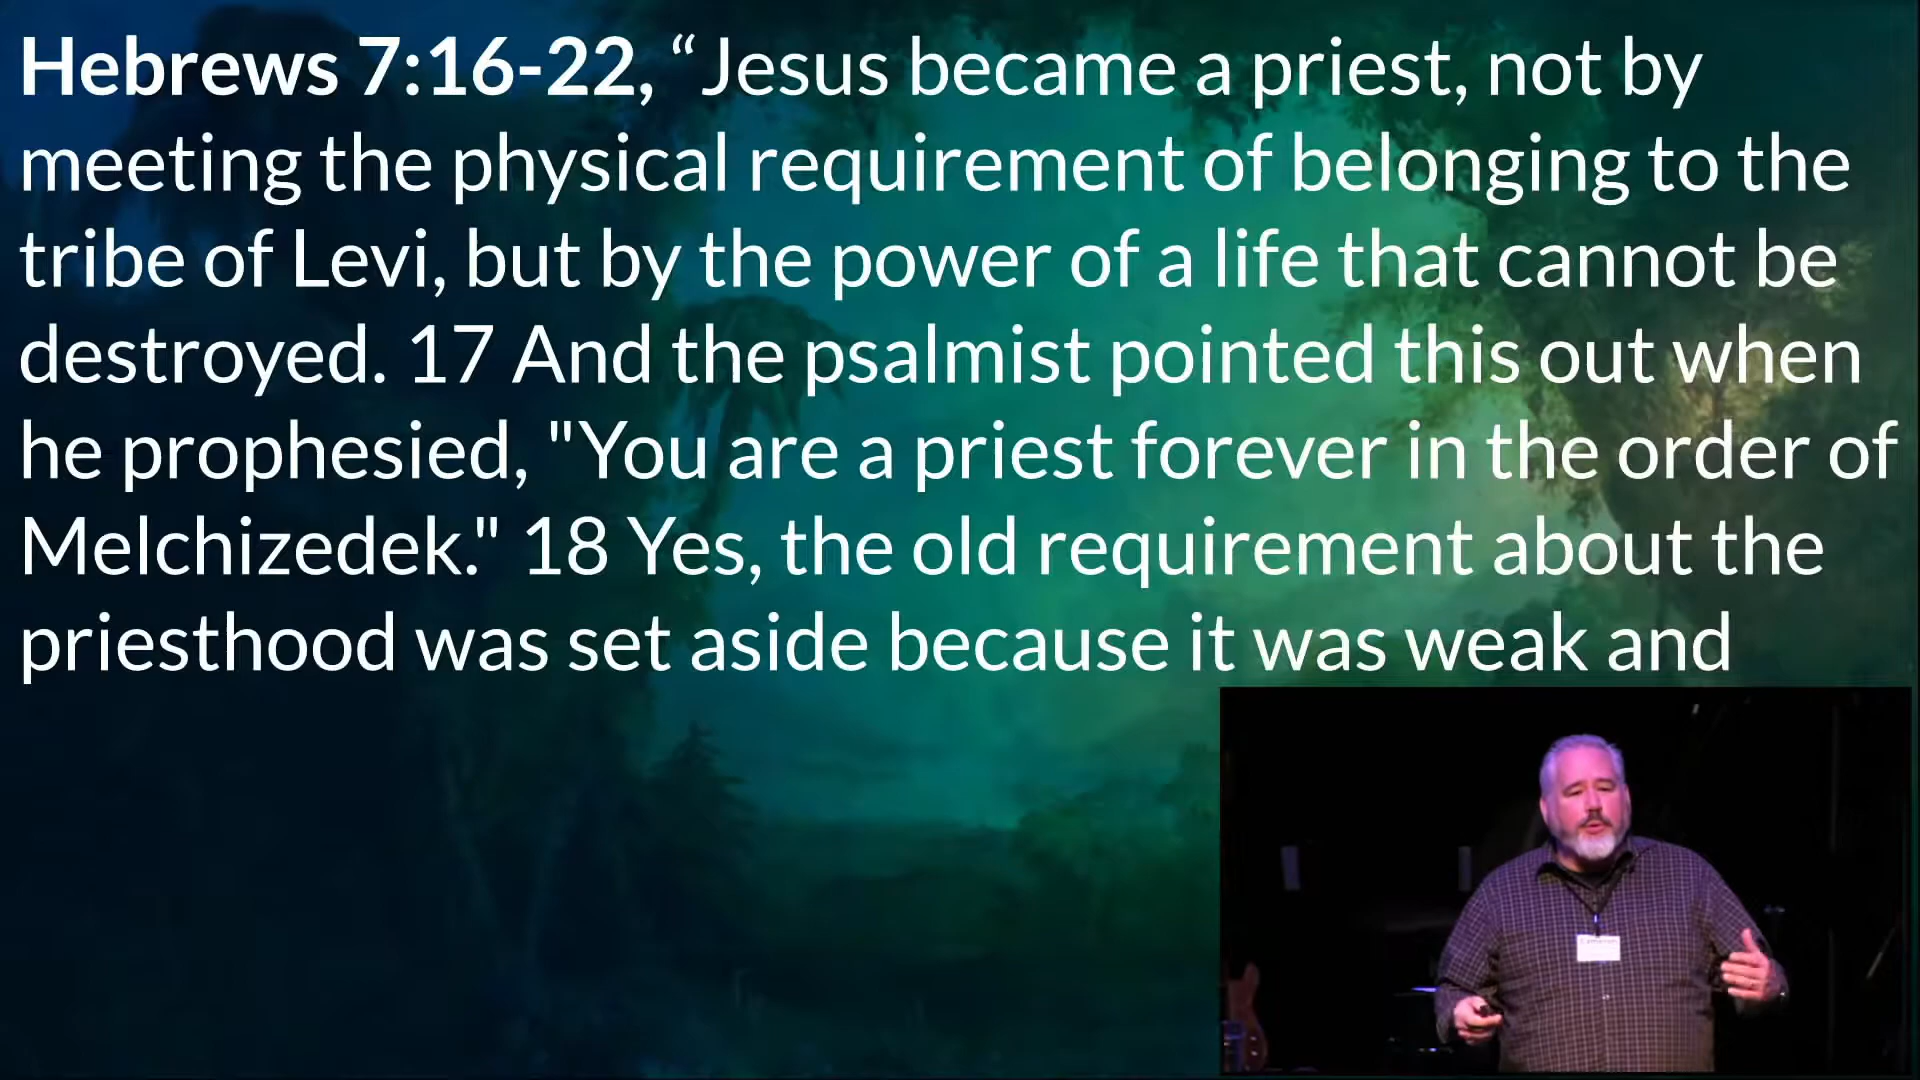 Hebrews 7:16-22, “Jesus became a priest, not by
meeting the physical requirement of belonging to the
tribe of Levi, but by the power of a life that cannot be
destroyed. 17 And the psalmist pointed this out when
he prophesied, "You are a priest forever in the order of
Melchizedek." 18 Yes, the old requirement about the
priesthood was set aside because it was weak and